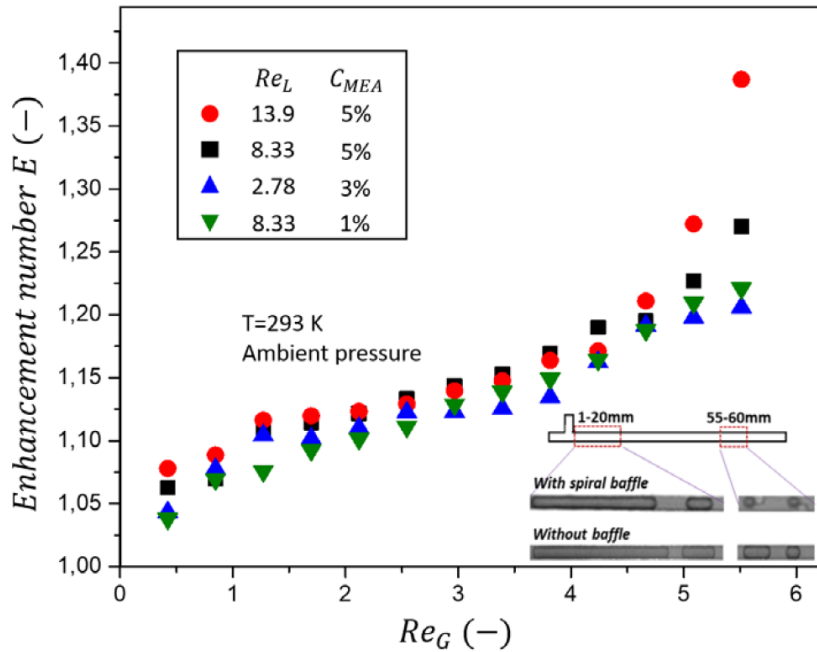 1,40
1,35
1,30
1,25
1,20
1,15
1,10
1,05
1,00
Enhancement number E (−)
Re_L C_MEA
13.9 5%
8.33 5%
2.78 3%
8.33 1%
T=293 K
Ambient pressure
1-20mm 55-60mm
With spiral baffle
Without baffle
0 1 2 3 4 5 6
Re_G (−)